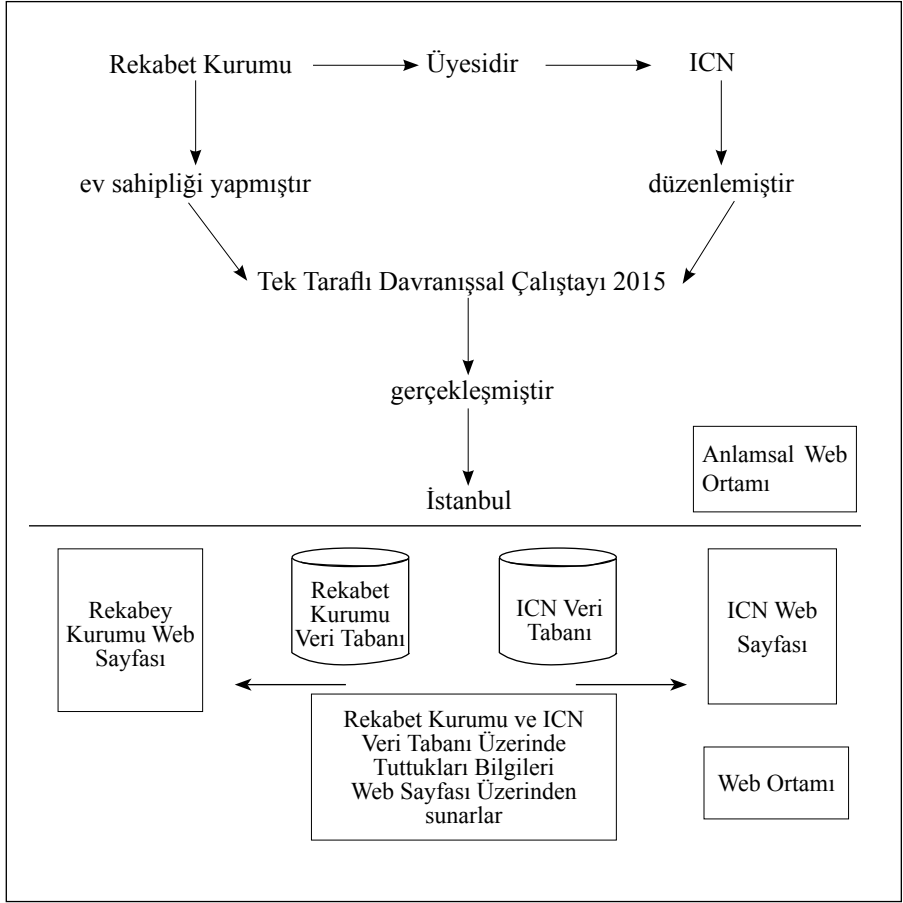 Rekabet Kurumu
Üyesidir
ICN
ev sahipliği yapmıştır
düzenlemiştir
Tek Taraflı Davranışsal Çalıştayı 2015
gerçekleşmiştir
İstanbul
Anlamsal Web
Ortamı
Rekabey
Kurumu Web
Sayfası
Rekabet
Kurumu
Veri Tabanı
ICN Veri
Tabanı
ICN Web
Sayfası
Rekabet Kurumu ve ICN
Veri Tabanı Üzerinde
Tuttukları Bilgileri
Web Sayfası Üzerinden
sunarlar
Web Ortamı